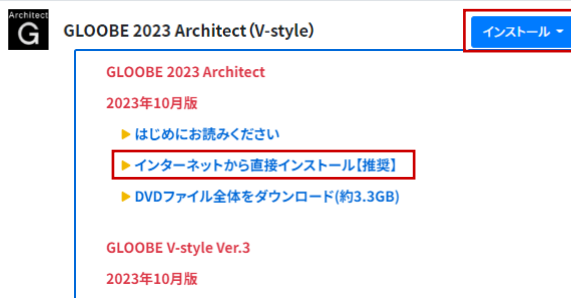 Architect
G
GLOOBE 2023 Architect（V-style）
インストール
GLOOBE 2023 Architect
2023年10月版
はじめにお読みください
インターネットから直接インストール【推奨】
DVDファイル全体をダウンロード(約3.3GB)
GLOOBE V-style Ver.3
2023年10月版